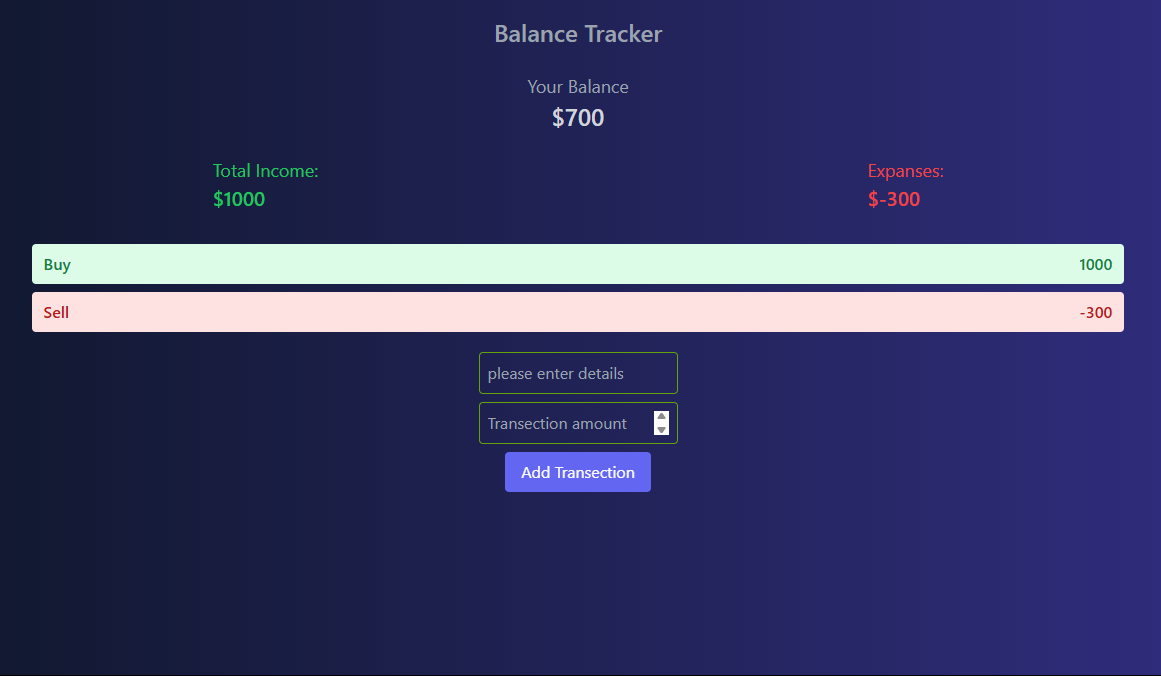 Balance Tracker
Your Balance
$700
Total Income:
$1000
Expanses:
$-300
Buy 1000
Sell -300
please enter details
Transection amount
Add Transection